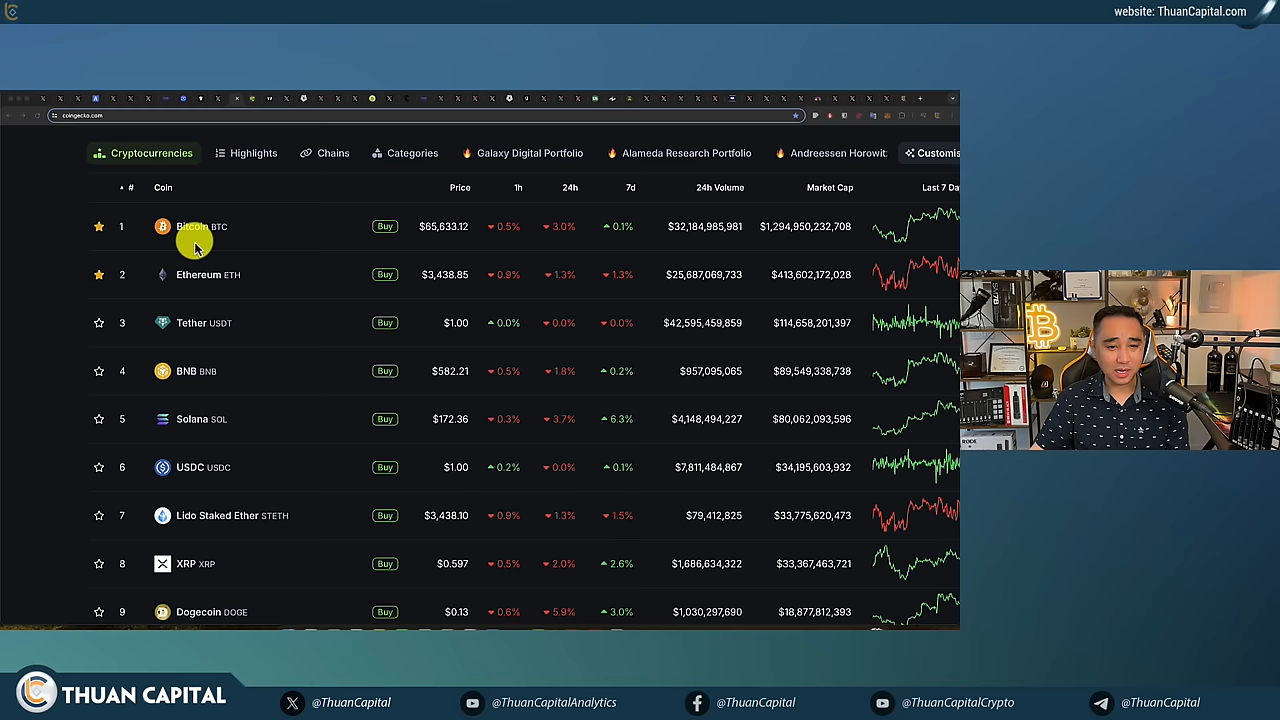 website: ThuanCapital.com
coingecko.com
Cryptocurrencies Highlights Chains Categories Galaxy Digital Portfolio Alameda Research Portfolio Andreessen Horowit Customis
# Coin Price 1h 24h 7d 24h Volume Market Cap Last 7 Da
1 Bitcoin BTC Buy $65,633.12 0.5% 3.0% 0.1% $32,184,985,981 $1,294,950,232,708
2 Ethereum ETH Buy $3,438.85 0.9% 1.3% 1.3% $25,687,069,733 $413,602,172,028
3 Tether USDT Buy $1.00 0.0% 0.0% 0.0% $42,595,459,859 $114,658,201,397
4 BNB BNB Buy $582.21 0.5% 1.8% 0.2% $957,095,065 $89,549,338,738
5 Solana SOL Buy $172.36 0.3% 3.7% 6.3% $4,148,494,227 $80,062,093,596
6 USDC USDC Buy $1.00 0.2% 0.0% 0.1% $7,811,484,867 $34,195,603,932
7 Lido Staked Ether STETH Buy $3,438.10 0.9% 1.3% 1.5% $79,412,825 $33,775,620,473
8 XRP XRP Buy $0.597 0.5% 2.0% 2.6% $1,686,634,322 $33,367,463,721
9 Dogecoin DOGE Buy $0.13 0.6% 5.9% 3.0% $1,030,297,690 $18,877,812,393
SM7B
RODE
THUAN CAPITAL @ThuanCapital @ThuanCapitalAnalytics @ThuanCapital @ThuanCapitalCrypto @ThuanCapital